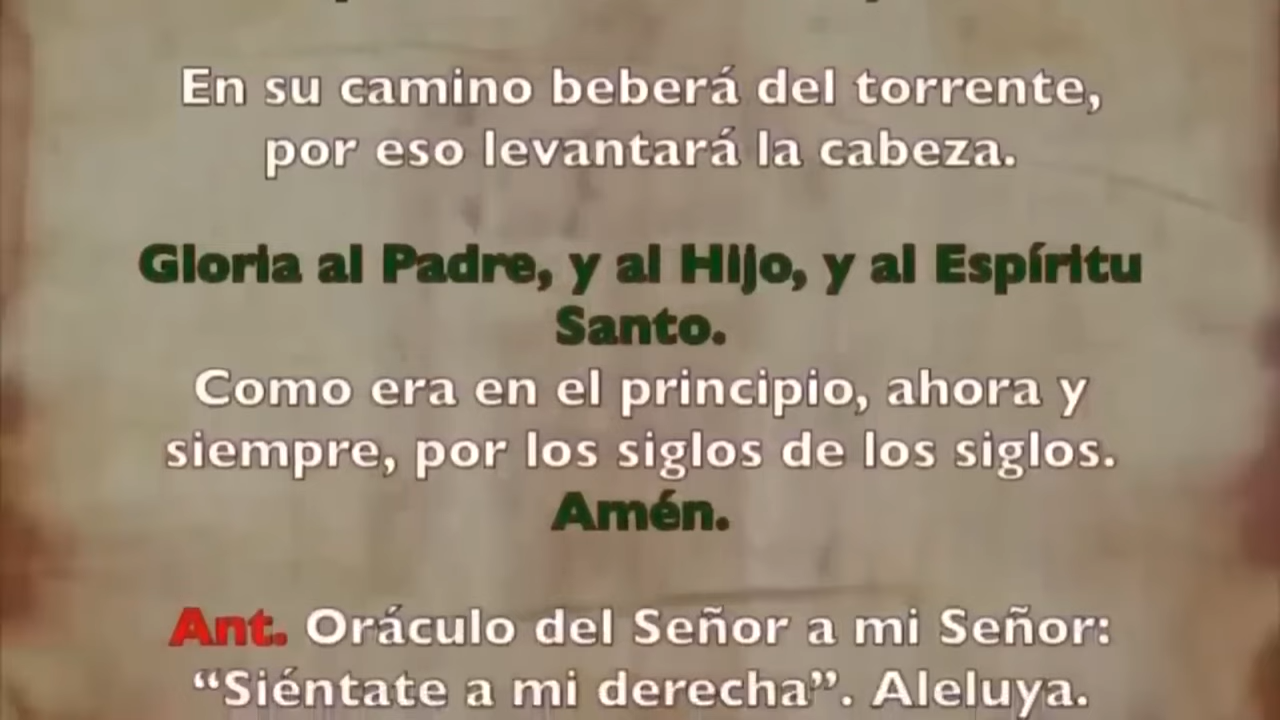 En su camino beberá del torrente,
por eso levantará la cabeza.
Gloria al Padre, y al Hijo, y al Espíritu
Santo.
Como era en el principio, ahora y
siempre, por los siglos de los siglos.
Amén.
Ant. Oráculo del Señor a mi Señor:
“Siéntate a mi derecha”. Aleluya.